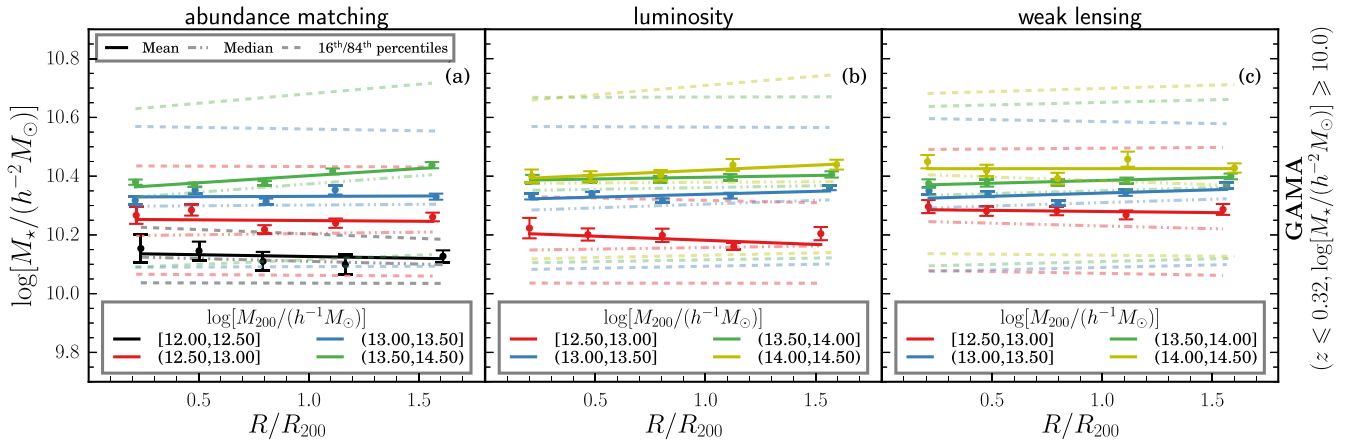 abundance matching
luminosity
weak lensing
Mean Median 16th/84th percentiles
(a)
(b)
(c)
log[M⋆/(h⁻²M⊙)]
10.8
10.6
10.4
10.2
10.0
9.8
log[M₂₀₀/(h⁻¹M⊙)]
[12.00,12.50] (13.00,13.50)
(12.50,13.00] (13.50,14.50)
log[M₂₀₀/(h⁻¹M⊙)]
[12.50,13.00] (13.50,14.00]
(13.00,13.50] (14.00,14.50)
log[M₂₀₀/(h⁻¹M⊙)]
[12.50,13.00] (13.50,14.00]
(13.00,13.50] (14.00,14.50)
0.5 1.0 1.5
0.5 1.0 1.5
0.5 1.0 1.5
R/R₂₀₀
R/R₂₀₀
R/R₂₀₀
GAMA
(z ⩽ 0.32, log[M⋆/(h⁻²M⊙)] ⩾ 10.0)